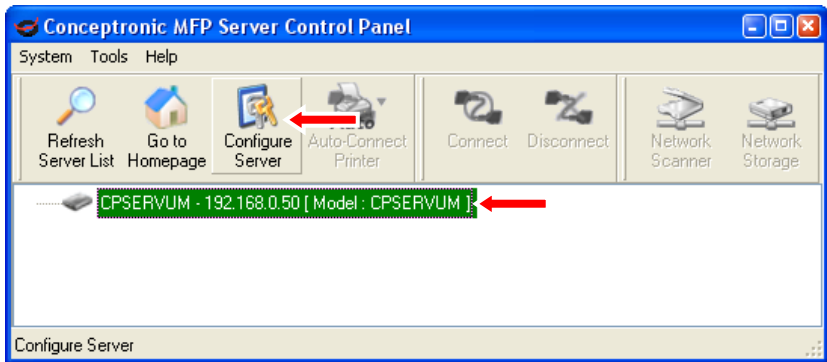 Conceptronic MFP Server Control Panel
System Tools Help
Refresh
Server List
Go to
Homepage
Configure
Server
Auto-Connect
Printer
Connect
Disconnect
Network
Scanner
Network
Storage
CPSERVUM - 192.168.0.50 [ Model : CPSERVUM ]
Configure Server